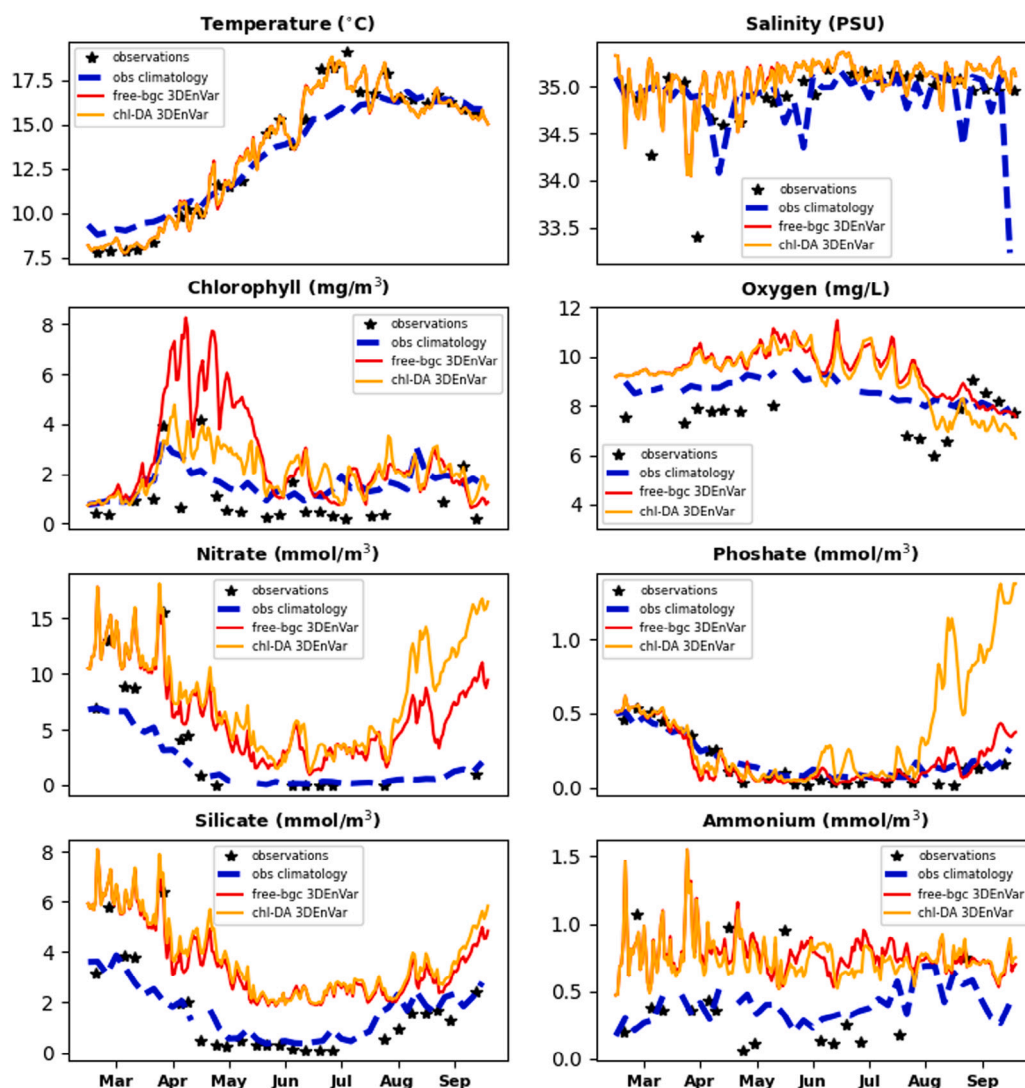 Temperature (°C)
17.5
15.0
12.5
10.0
7.5
observations
obs climatology
free-bgc 3DEnVar
chl-DA 3DEnVar
Salinity (PSU)
35.0
34.5
34.0
33.5
observations
obs climatology
free-bgc 3DEnVar
chl-DA 3DEnVar
Chlorophyll (mg/m³)
8
6
4
2
0
observations
obs climatology
free-bgc 3DEnVar
chl-DA 3DEnVar
Oxygen (mg/L)
12
10
8
6
4
observations
obs climatology
free-bgc 3DEnVar
chl-DA 3DEnVar
Nitrate (mmol/m³)
15
10
5
0
observations
obs climatology
free-bgc 3DEnVar
chl-DA 3DEnVar
Phoshate (mmol/m³)
1.0
0.5
0.0
observations
obs climatology
free-bgc 3DEnVar
chl-DA 3DEnVar
Silicate (mmol/m³)
8
6
4
2
0
observations
obs climatology
free-bgc 3DEnVar
chl-DA 3DEnVar
Mar Apr May Jun Jul Aug Sep
Ammonium (mmol/m³)
1.5
1.0
0.5
0.0
observations
obs climatology
free-bgc 3DEnVar
chl-DA 3DEnVar
Mar Apr May Jun Jul Aug Sep